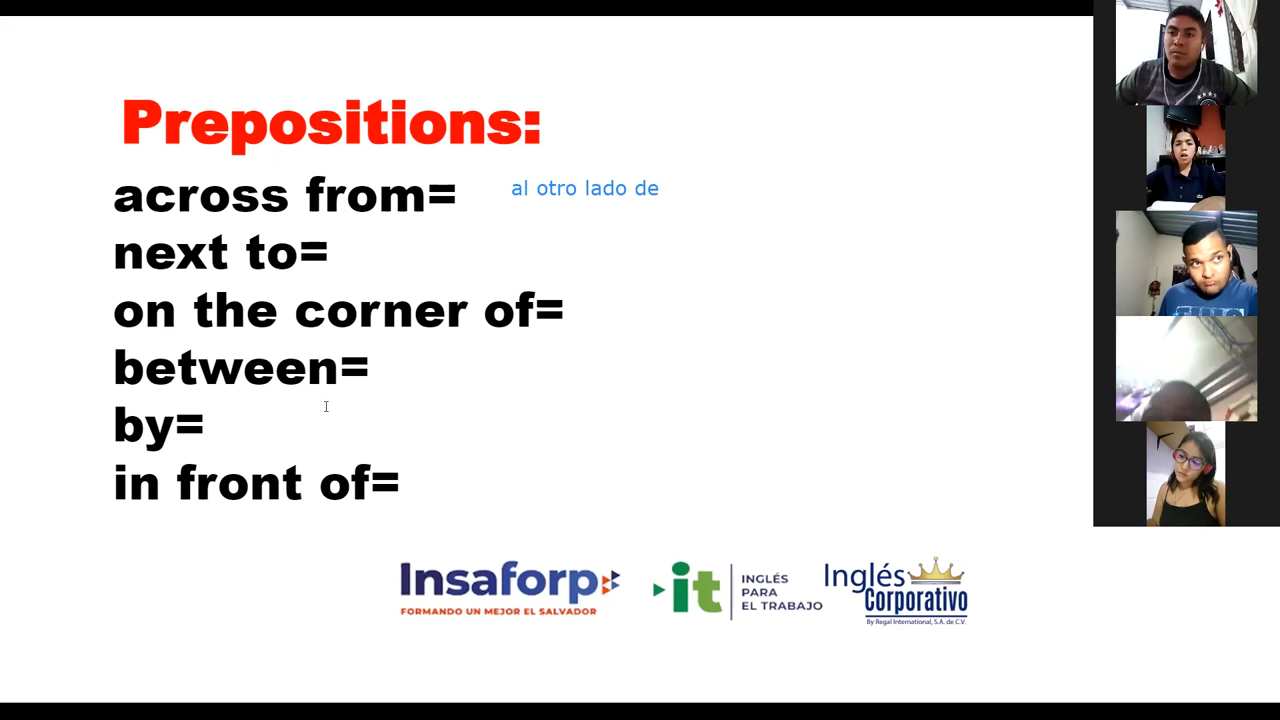 Prepositions:
across from= al otro lado de
next to=
on the corner of=
between=
by=
in front of=
Insaforp
FORMANDO UN MEJOR EL SALVADOR
it
INGLÉS
PARA
EL TRABAJO
Inglés
Corporativo
By Regal International, S.A. de C.V.